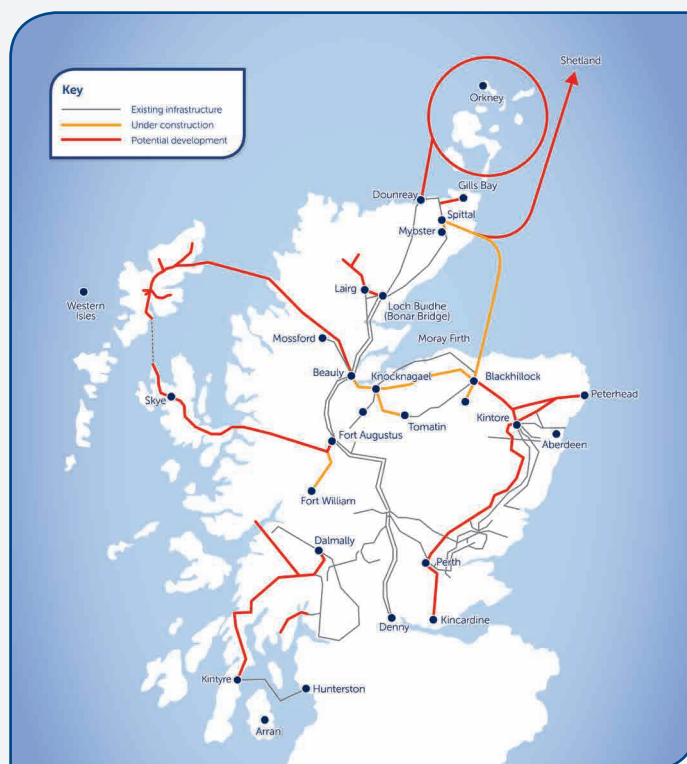 Shetland
Key
Orkney
Existing infrastructure
Under construction
Potential development
Gills Bay
Dounreay
Spittal
Mybster
Lairg
Western
Isles
Loch Buidhe
(Bonar Bridge)
Mossford
Moray Firth
Beauly
Knocknagael
Blackhillock
Peterhead
Skye
Kintore
Tomatin
Fort Augustus
Aberdeen
Fort William
Dalmally
Perth
Denny
Kincardine
Kintyre
Hunterston
Arran